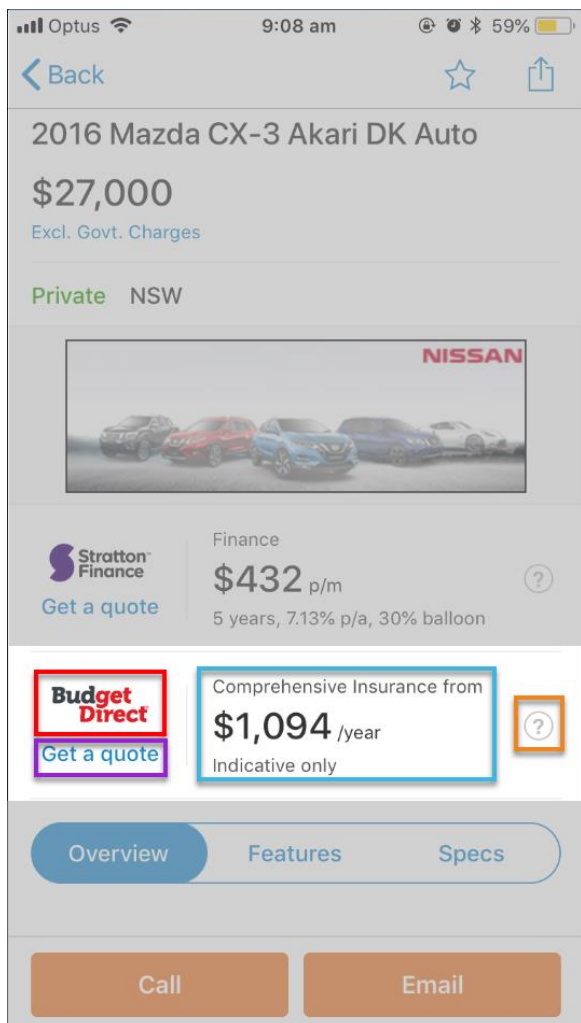 Optus 9:08 am 59%
Back
2016 Mazda CX-3 Akari DK Auto
$27,000
Excl. Govt. Charges
Private NSW
NISSAN
Stratton
Finance
Get a quote
Finance
$432 p/m
5 years, 7.13% p/a, 30% balloon
?
Budget
Direct
Get a quote
Comprehensive Insurance from
$1,094 /year
Indicative only
?
Overview Features Specs
Call Email